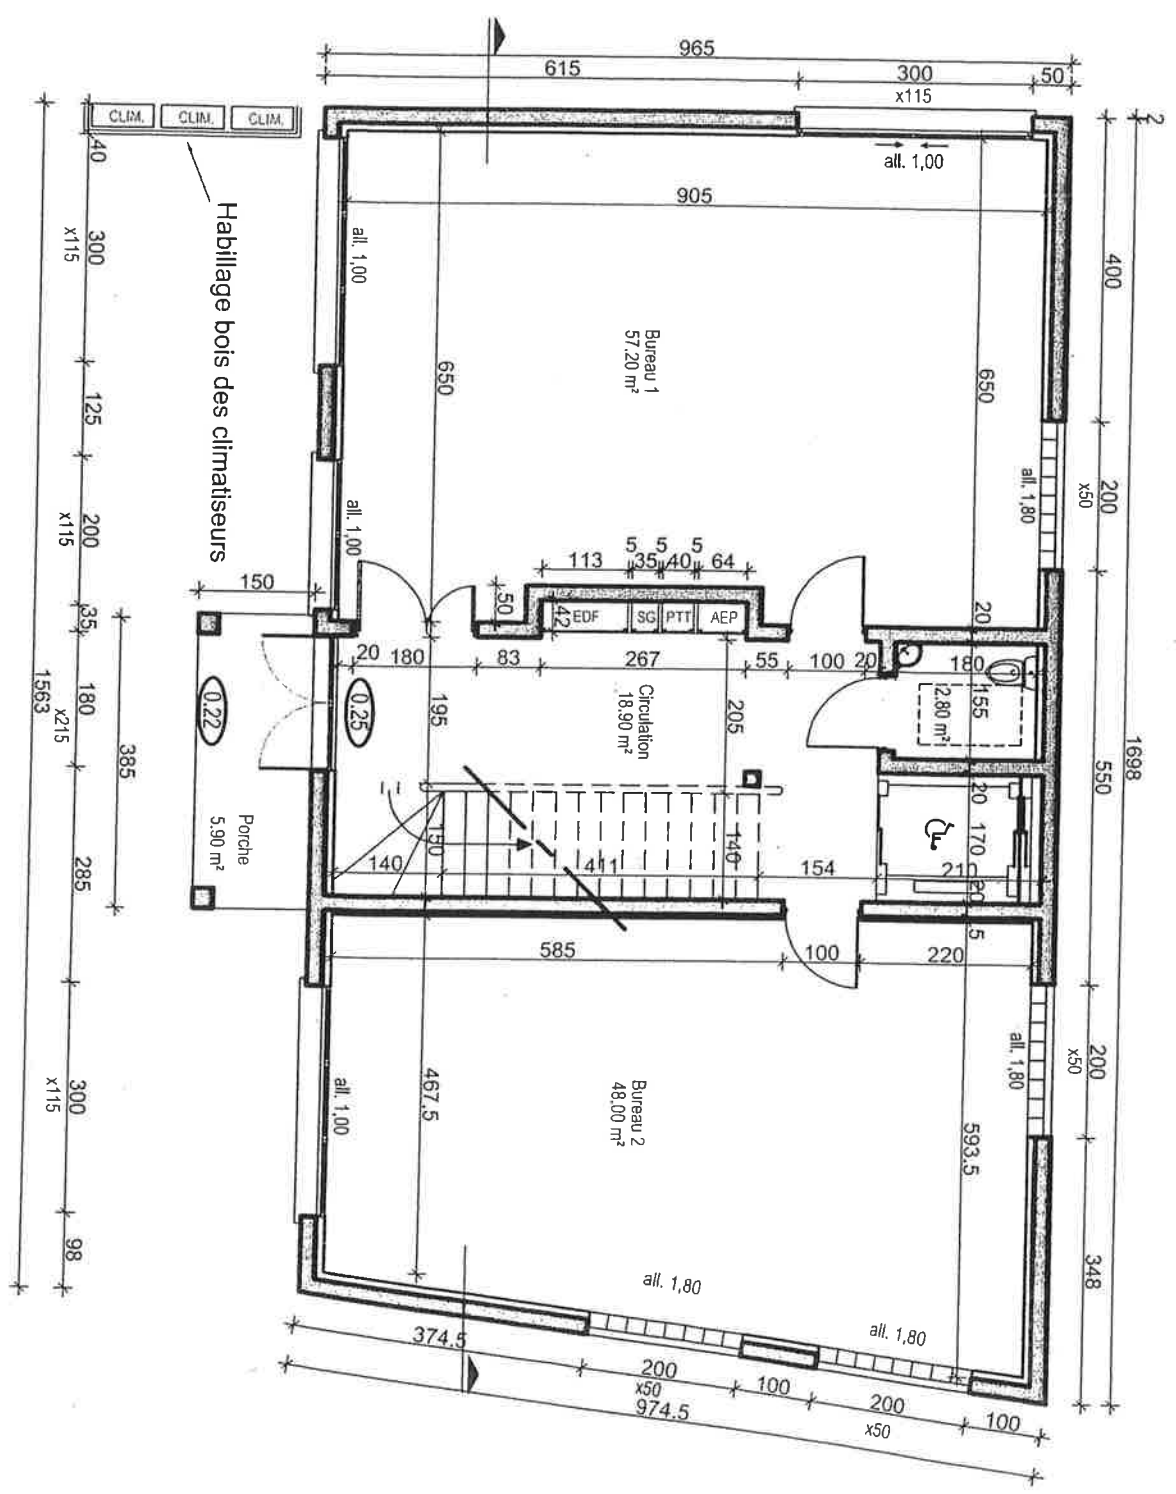 965
615
300
50
x115
CLIM.
CLIM.
CLIM.
all. 1,00
2
40
905
Habillage bois des climatiseurs
300
x115
all. 1,00
400
Bureau 1
57.20 m²
650
650
125
all. 1,80
200
x50
200
x115
all. 1,00
113
5
35
5
40
5
64
150
50
42
EDF
SG
PTT
AEP
20
35
20
180
83
267
55
100
20
180
0.22
0.25
195
Circulation
18.90 m²
205
2.80 m²
155
180
x215
1563
385
1698
550
20
170
Porche
5.90 m²
150
140
140
411
154
210
20
285
5
585
100
220
all. 1,80
200
x50
300
x115
all. 1,00
467,5
Bureau 2
48.00 m²
593.5
98
348
all. 1,80
all. 1,80
374.5
200
x50
100
200
x50
100
974.5